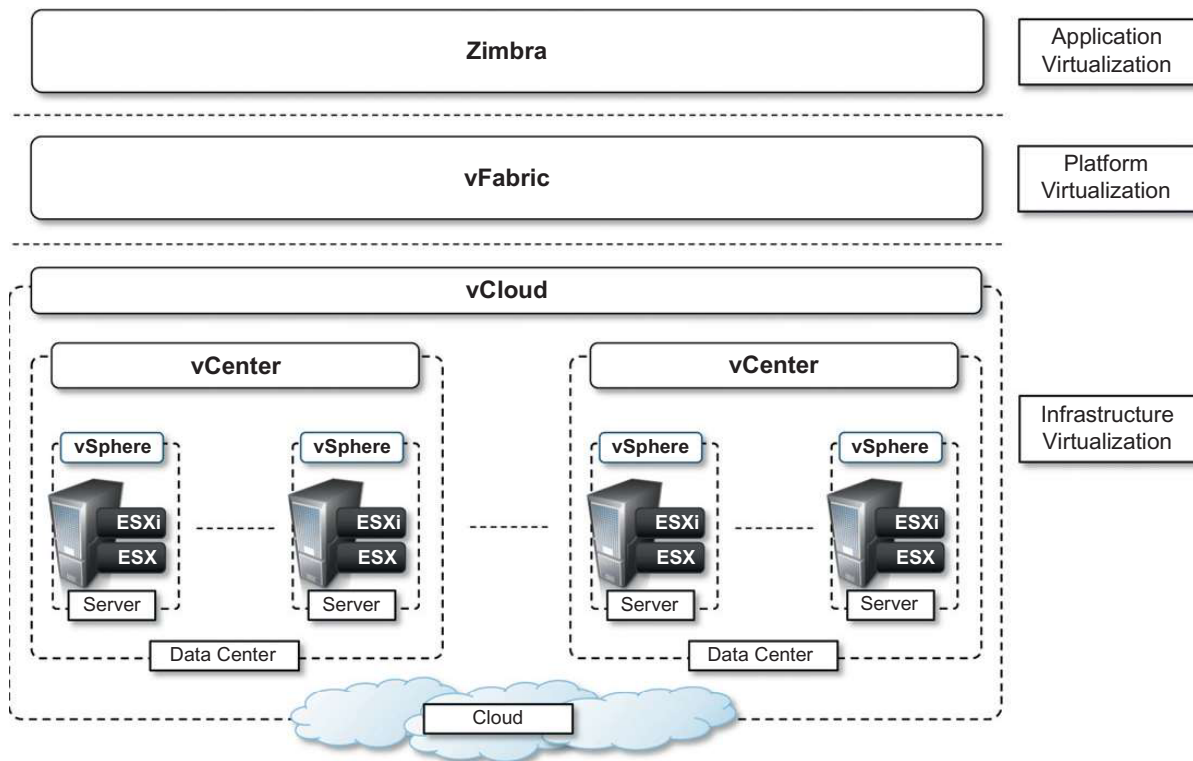 Zimbra
Application
Virtualization
vFabric
Platform
Virtualization
vCloud
vCenter
vCenter
Infrastructure
Virtualization
vSphere
vSphere
vSphere
vSphere
ESXi
ESXi
ESXi
ESXi
ESX
ESX
ESX
ESX
Server
Server
Server
Server
Data Center
Data Center
Cloud